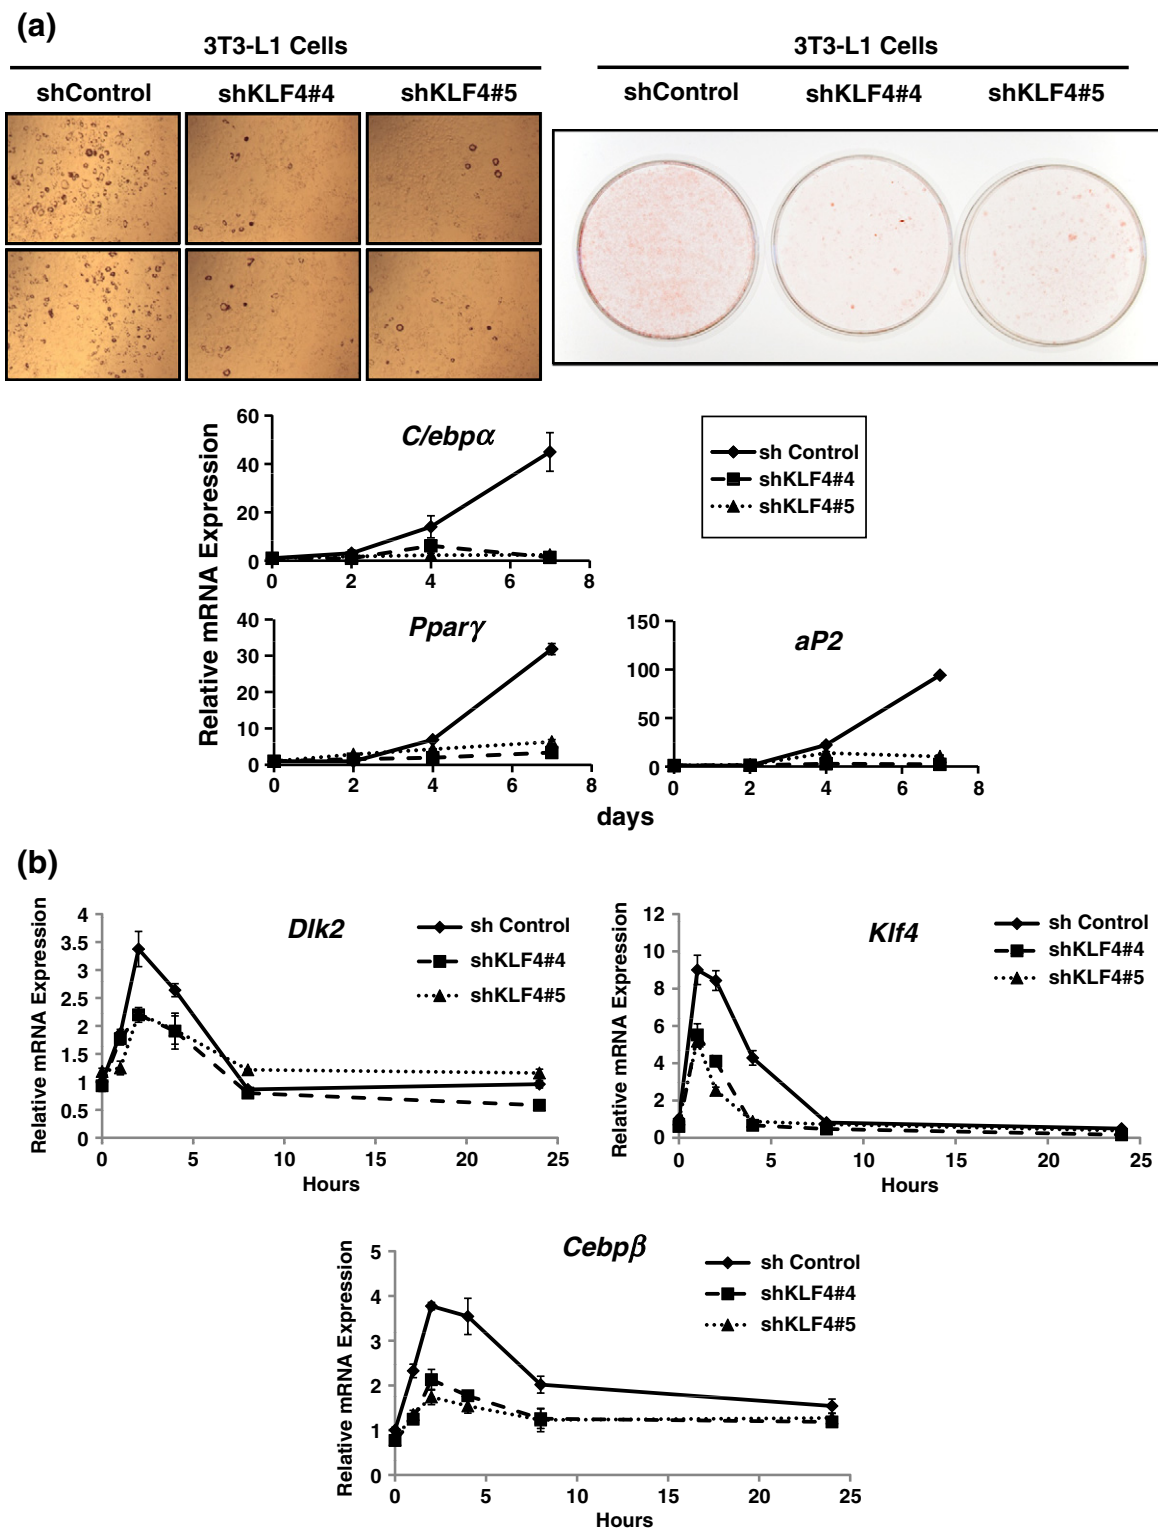 (a)
3T3-L1 Cells
shControl shKLF4#4 shKLF4#5
3T3-L1 Cells
shControl shKLF4#4 shKLF4#5
Relative mRNA Expression
C/ebpα
60
40
20
0
0 2 4 6 8
sh Control
shKLF4#4
shKLF4#5
Pparγ
40
30
20
10
0
0 2 4 6 8
aP2
150
100
50
0
0 2 4 6 8
days
(b)
Dlk2
Relative mRNA Expression
4
3.5
3
2.5
2
1.5
1
0.5
0
0 5 10 15 20 25
Hours
sh Control
shKLF4#4
shKLF4#5
Klf4
Relative mRNA Expression
12
10
8
6
4
2
0
0 5 10 15 20 25
Hours
sh Control
shKLF4#4
shKLF4#5
Cebpβ
Relative mRNA Expression
5
4
3
2
1
0
0 5 10 15 20 25
Hours
sh Control
shKLF4#4
shKLF4#5